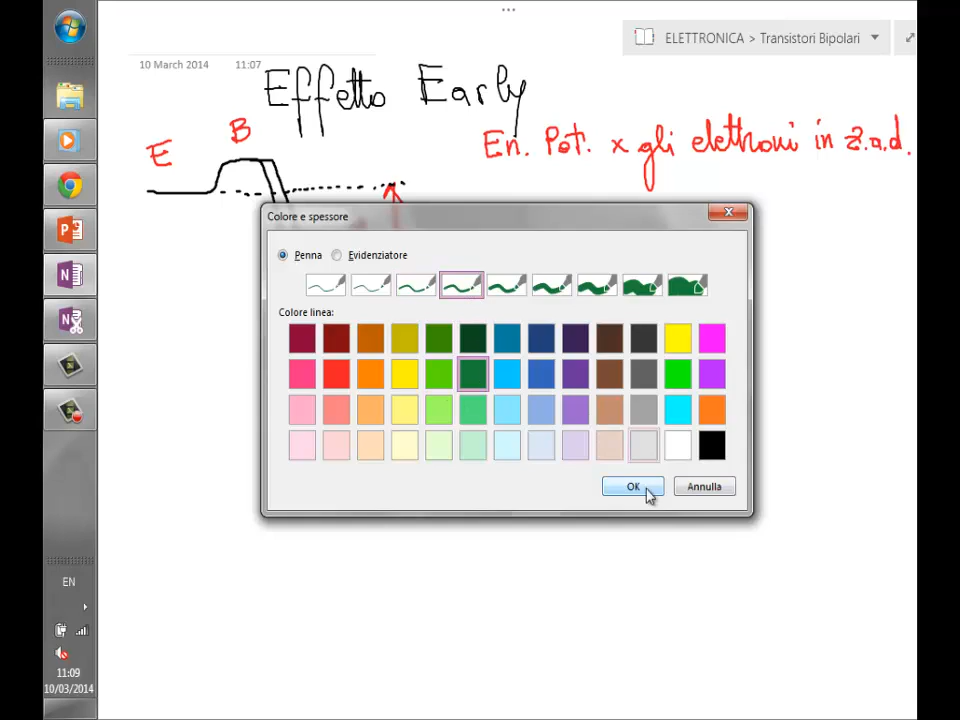 ELETTRONICA > Transistori Bipolari
10 March 2014 11:07
Effetto Early
En. Pot. x gli elettroni in z.a.d.
E B
Colore e spessore
Penna Evidenziatore
Colore linea:
OK Annulla
EN
11:09
10/03/2014